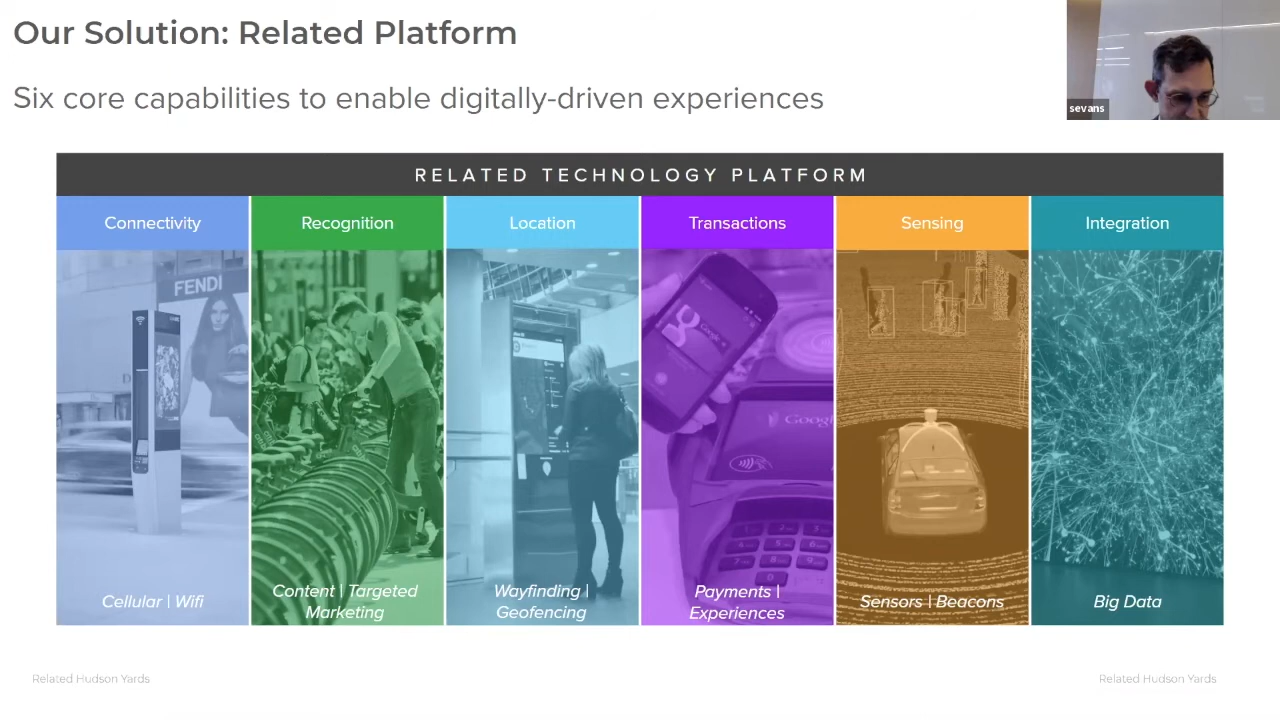 Our Solution: Related Platform
Six core capabilities to enable digitally-driven experiences
sevans
RELATED TECHNOLOGY PLATFORM
Connectivity
Recognition
Location
Transactions
Sensing
Integration
FENDI
Google
Cellular | Wifi
Content | Targeted
Marketing
Wayfinding |
Geofencing
Payments |
Experiences
Sensors | Beacons
Big Data
Related Hudson Yards
Related Hudson Yards